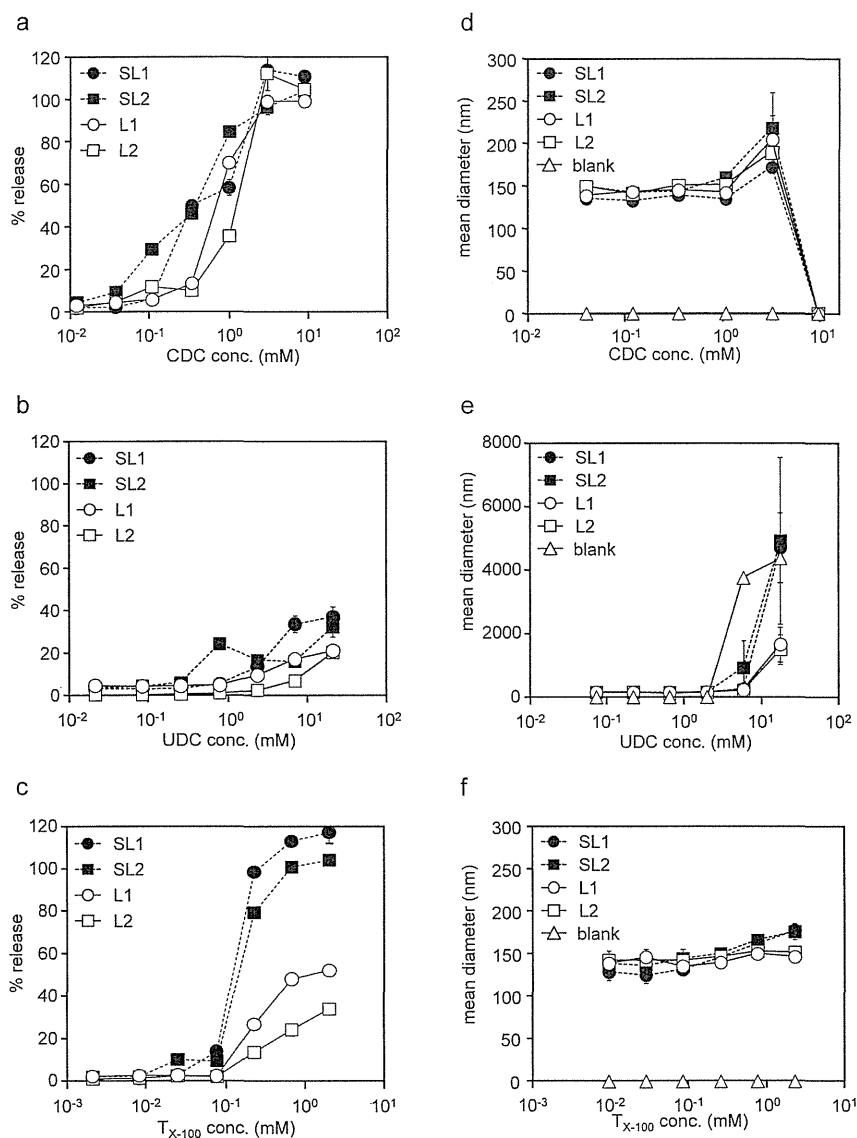 a
120
100
80
60
40
20
0
% release
SL1
SL2
L1
L2
10-2 10-1 100 101 102
CDC conc. (mM)
d
300
250
200
150
100
50
0
mean diameter (nm)
SL1
SL2
L1
L2
blank
10-2 10-1 100 101
CDC conc. (mM)
b
120
100
80
60
40
20
0
% release
SL1
SL2
L1
L2
10-2 10-1 100 101 102
UDC conc. (mM)
e
8000
6000
4000
2000
0
mean diameter (nm)
SL1
SL2
L1
L2
blank
10-2 10-1 100 101 102
UDC conc. (mM)
c
120
100
80
60
40
20
0
% release
SL1
SL2
L1
L2
10-3 10-2 10-1 100 101
TX-100 conc. (mM)
f
300
250
200
150
100
50
0
mean diameter (nm)
SL1
SL2
L1
L2
blank
10-3 10-2 10-1 100 101
TX-100 conc. (mM)